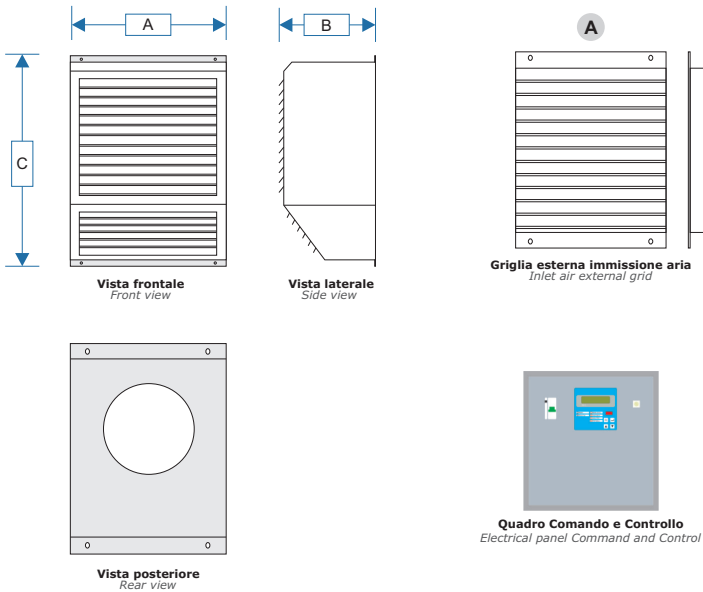 A
B
A
C
Vista frontale
Front view
Vista laterale
Side view
Griglia esterna immissione aria
Inlet air external grid
Vista posteriore
Rear view
Quadro Comando e Controllo
Electrical panel Command and Control